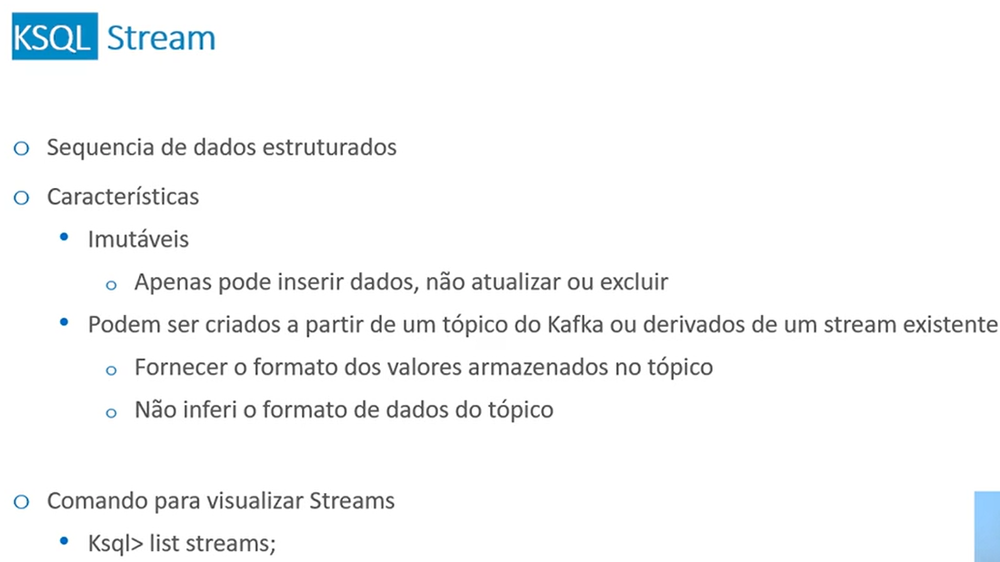 KSQL Stream
Sequencia de dados estruturados
Características
Imutáveis
Apenas pode inserir dados, não atualizar ou excluir
Podem ser criados a partir de um tópico do Kafka ou derivados de um stream existente
Fornecer o formato dos valores armazenados no tópico
Não inferi o formato de dados do tópico
Comando para visualizar Streams
Ksql> list streams;